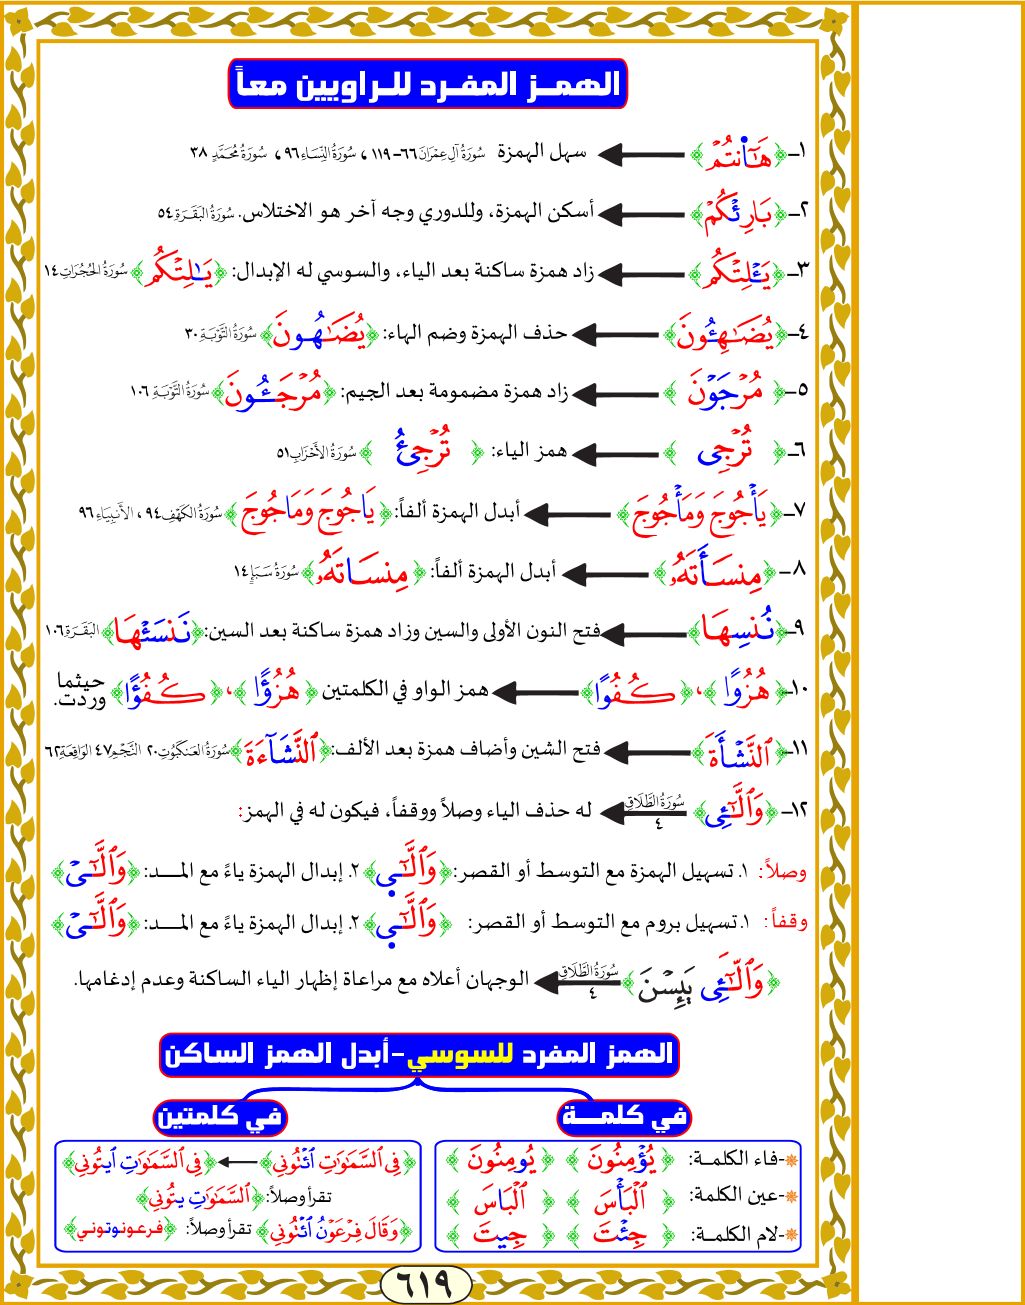 الهمز المفرد للراويين معاً
١- ﴿هَٰٓأَنتُمْ﴾ سهل الهمزة سُورَةُ آلِ عِمْرَانَ ٦٦-١١٩ ، سُورَةُ النِّسَاءِ ٩٦ ، سُورَةُ مُحَمَّدٍ ٣٨
٢- ﴿بَارِئْكُمْ﴾ أسكن الهمزة، وللدوري وجه آخر هو الاختلاس. سُورَةُ البَقَرَةِ ٥٤
٣- ﴿يَـْٔلِتْكُم﴾ زاد همزة ساكنة بعد الياء، والسوسي له الإبدال: ﴿يَـٰلِتْكُم﴾ سُورَةُ الحُجُرَاتِ ١٤
٤- ﴿يُضَـٰهِـُٔونَ﴾ حذف الهمزة وضم الهاء: ﴿يُضَـٰهُونَ﴾ سُورَةُ التَّوْبَةِ ٣٠
٥- ﴿مُرْجَوْنَ﴾ زاد همزة مضمومة بعد الجيم: ﴿مُرْجَـُٔونَ﴾ سُورَةُ التَّوْبَةِ ١٠٦
٦- ﴿تُرْجِى﴾ همز الياء: ﴿تُرْجِئُ﴾ سُورَةُ الأَحْزَابِ ٥١
٧- ﴿يَأْجُوجَ وَمَأْجُوجَ﴾ أبدل الهمزة ألفاً: ﴿يَاجُوجَ وَمَاجُوجَ﴾ سُورَةُ الكَهْفِ ٩٤ ، الأَنبِيَاءِ ٩٦
٨- ﴿مِنسَأَتَهُۥ﴾ أبدل الهمزة ألفاً: ﴿مِنسَاتَهُۥ﴾ سُورَةُ سَبَإٍ ١٤
٩- ﴿نُنسِهَا﴾ فتح النون الأولى والسين وزاد همزة ساكنة بعد السين: ﴿نَنسَئْهَا﴾ البَقَرَةِ ١٠٦
١٠- ﴿هُزُوًا﴾، ﴿كُفُوًا﴾ همز الواو في الكلمتين ﴿هُزُؤًا﴾، ﴿كُفُؤًا﴾ حيثما وردت.
١١- ﴿ٱلنَّشْأَةَ﴾ فتح الشين وأضاف همزة بعد الألف: ﴿ٱلنَّشَآءَةَ﴾ سُورَةُ العَنكَبُوتِ ٢٠ النَّجْمِ ٤٧ الوَاقِعَةِ ٦٢
١٢- ﴿وَٱلَّـٰٓئِى﴾ سُورَةُ الطَّلَاقِ ٤ له حذف الياء وصلاً ووقفاً، فيكون له في الهمز:
وصلاً: ١. تسهيل الهمزة مع التوسط أو القصر: ﴿وَٱلَّـٰٓـىِ﴾ ٢. إبدال الهمزة ياءً مع المـــد: ﴿وَٱلَّـٰٓىْ﴾
وقفاً: ١. تسهيل بروم مع التوسط أو القصر: ﴿وَٱلَّـٰٓـىِ﴾ ٢. إبدال الهمزة ياءً مع المـــد: ﴿وَٱلَّـٰٓىْ﴾
﴿وَٱلَّـٰٓئِى يَئِسْنَ﴾ سُورَةُ الطَّلَاقِ ٤ الوجهان أعلاه مع مراعاة إظهار الياء الساكنة وعدم إدغامها.
الهمز المفرد للسوسي-أبدل الهمز الساكن
في كلمـــة
في كلمتين
*-فاء الكلمـة: ﴿يُؤْمِنُونَ﴾ ﴿يُومِنُونَ﴾
*-عين الكلمة: ﴿ٱلْبَأْسَ﴾ ﴿ٱلْبَاسَ﴾
*-لام الكلمـة: ﴿جِئْتَ﴾ ﴿جِيتَ﴾
﴿فِى ٱلسَّمَـٰوَٰتِ ٱئْتُونِى﴾ ﴿فِى ٱلسَّمَـٰوَٰتِ ٱيتُونِى﴾
تقرأ وصلاً: ﴿ٱلسَّمَـٰوَٰتِ يتُونِى﴾
﴿وَقَالَ فِرْعَوْنُ ٱئْتُونِى﴾ تقرأ وصلاً: ﴿فرعونوتوني﴾
٦١٩